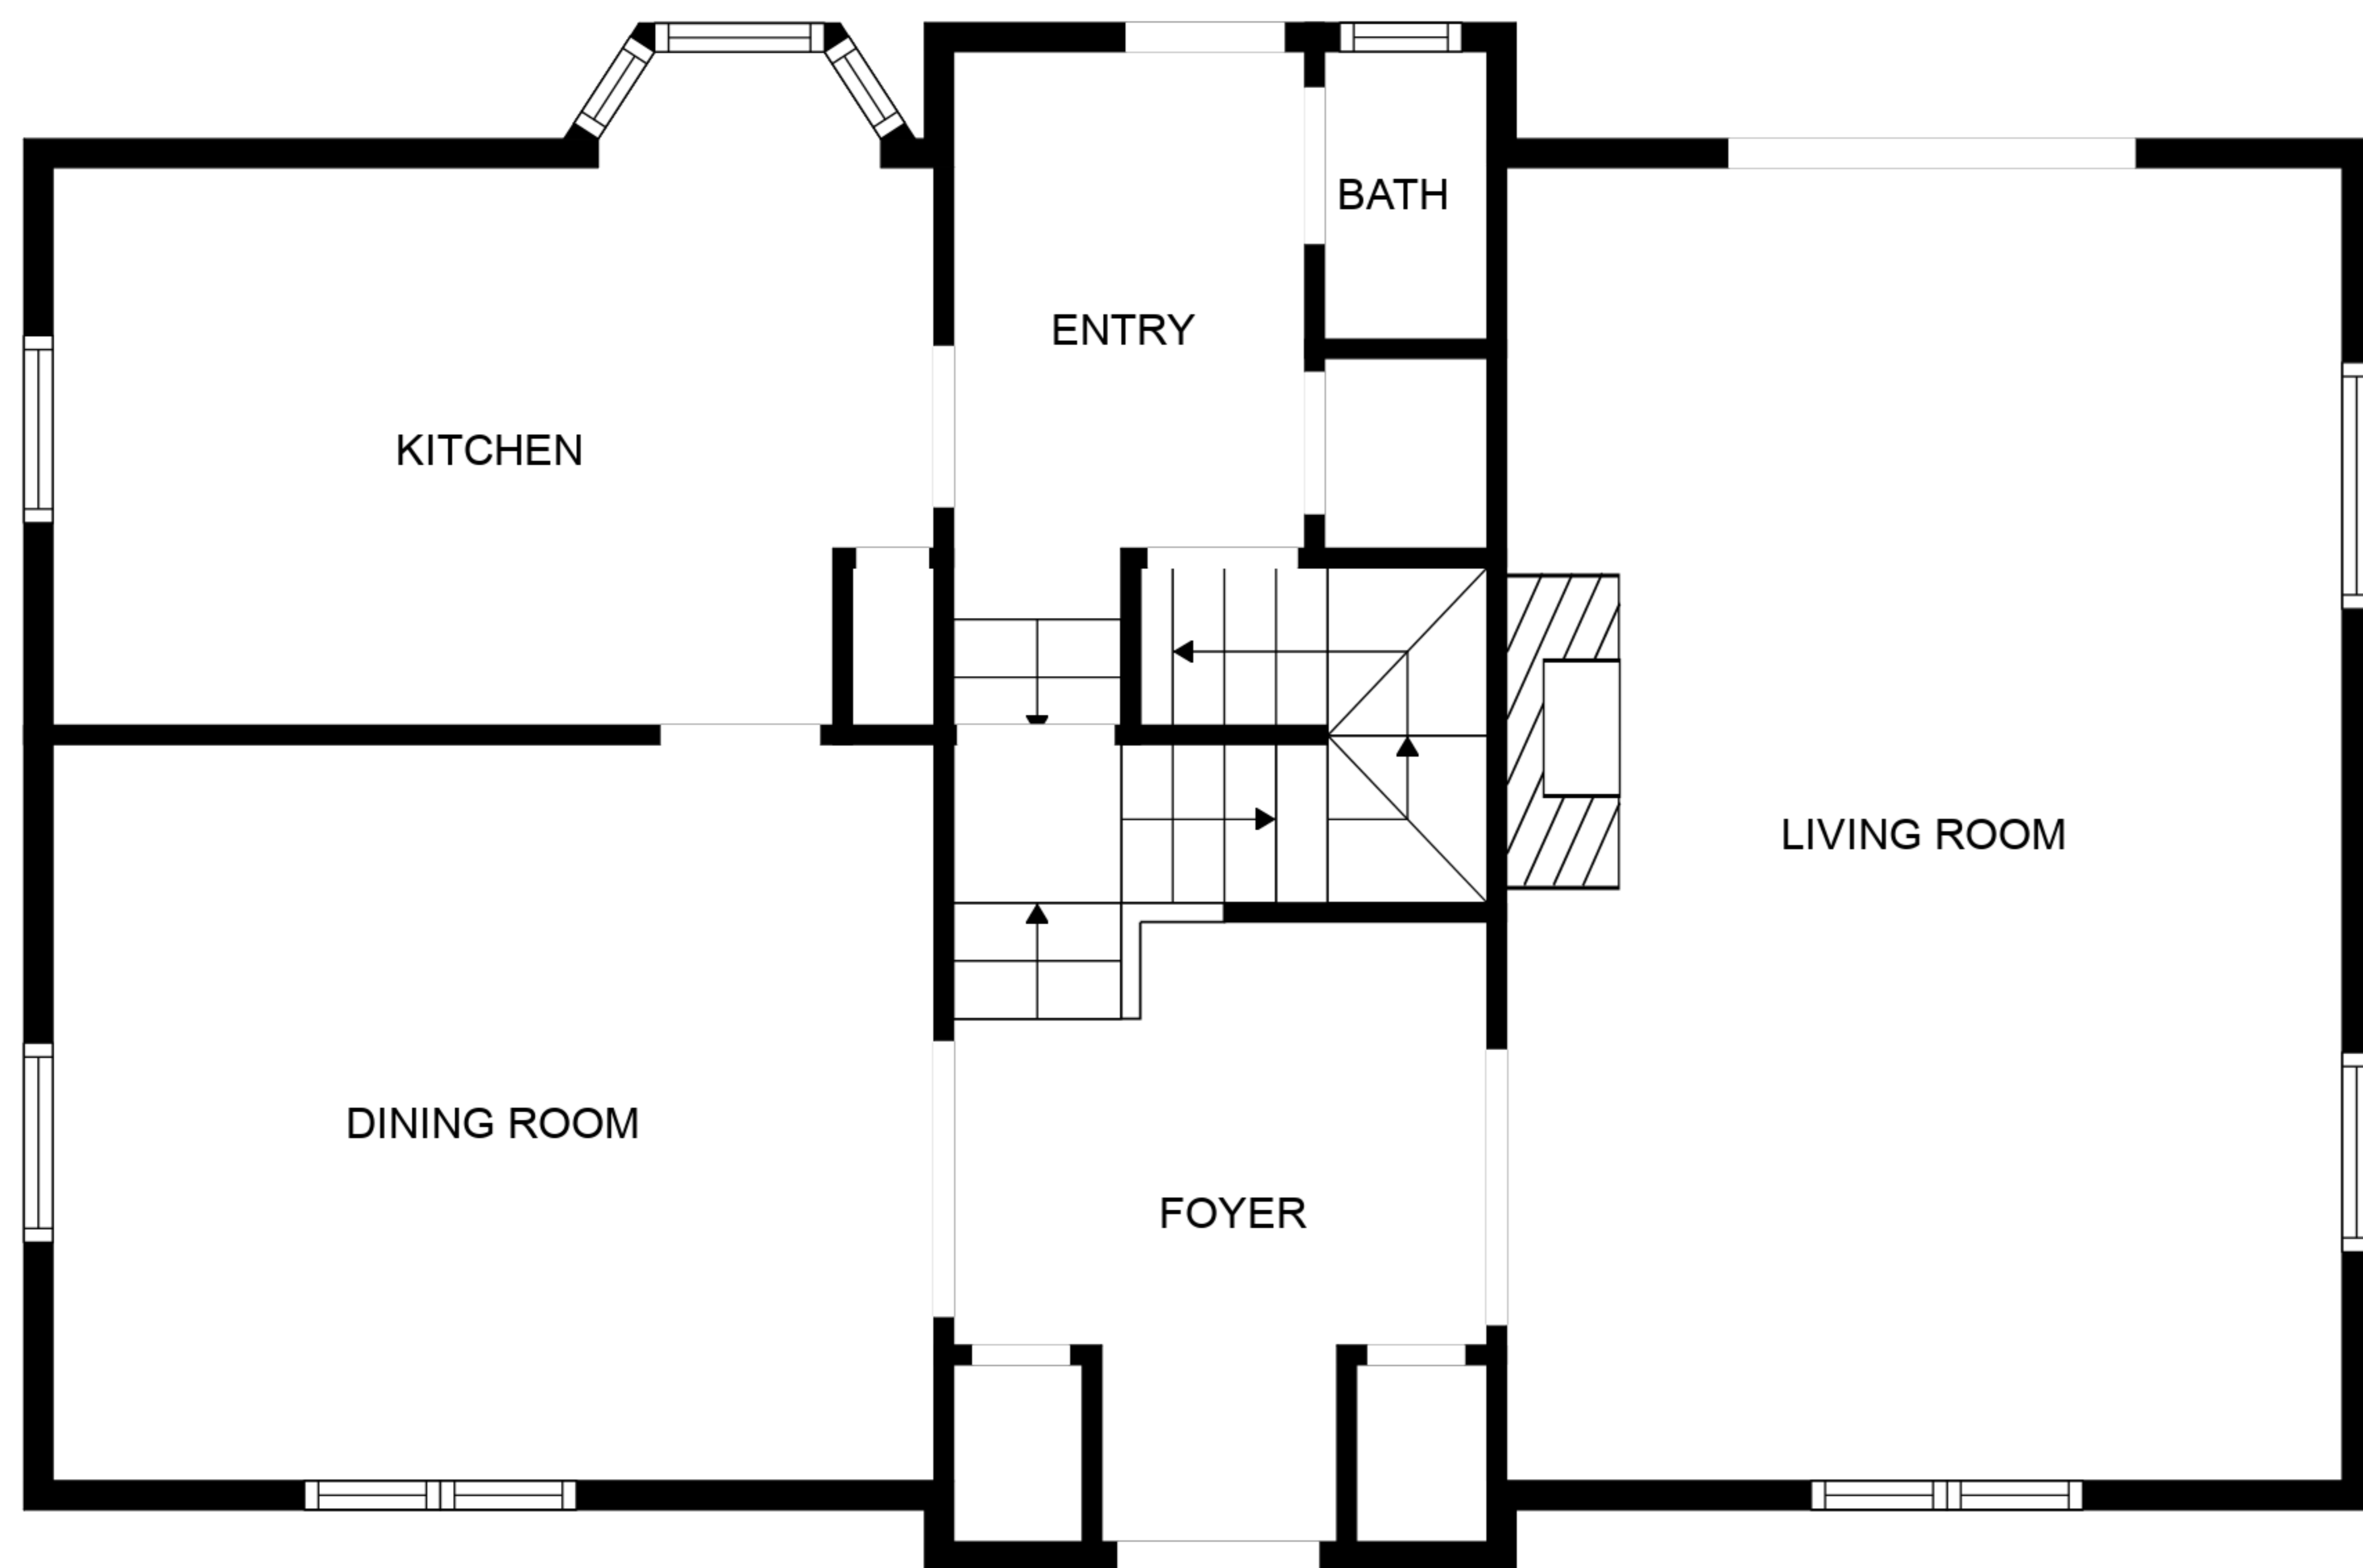 BATH
ENTRY
KITCHEN
LIVING ROOM
DINING ROOM
FOYER